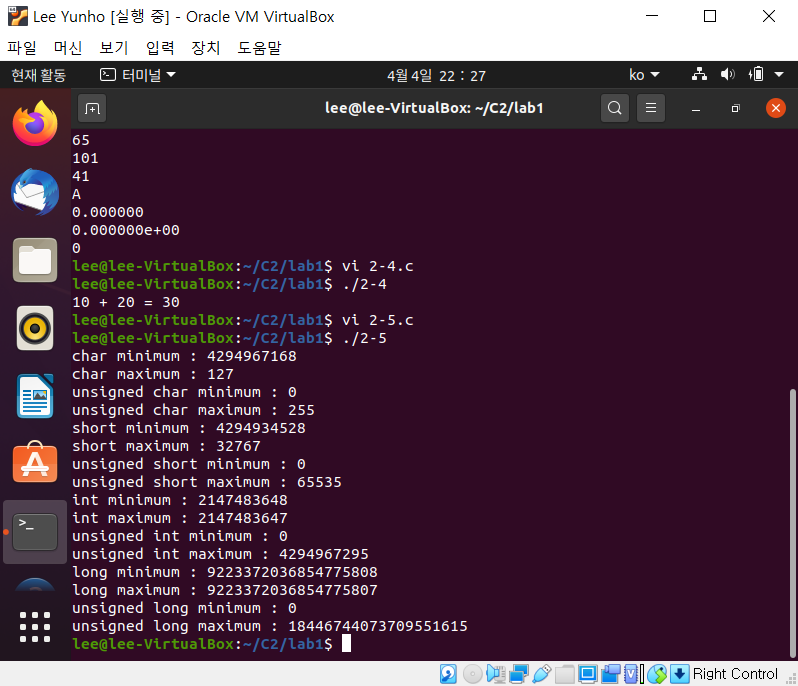 Lee Yunho [실행 중] - Oracle VM VirtualBox
파일 머신 보기 입력 장치 도움말
현재 활동 터미널 4월 4일 22 : 27 ko
lee@lee-VirtualBox: ~/C2/lab1
65
101
41
A
0.000000
0.000000e+00
0
lee@lee-VirtualBox:~/C2/lab1$ vi 2-4.c
lee@lee-VirtualBox:~/C2/lab1$ ./2-4
10 + 20 = 30
lee@lee-VirtualBox:~/C2/lab1$ vi 2-5.c
lee@lee-VirtualBox:~/C2/lab1$ ./2-5
char minimum : 4294967168
char maximum : 127
unsigned char minimum : 0
unsigned char maximum : 255
short minimum : 4294934528
short maximum : 32767
unsigned short minimum : 0
unsigned short maximum : 65535
int minimum : 2147483648
int maximum : 2147483647
unsigned int minimum : 0
unsigned int maximum : 4294967295
long minimum : 9223372036854775808
long maximum : 9223372036854775807
unsigned long minimum : 0
unsigned long maximum : 18446744073709551615
lee@lee-VirtualBox:~/C2/lab1$
Right Control